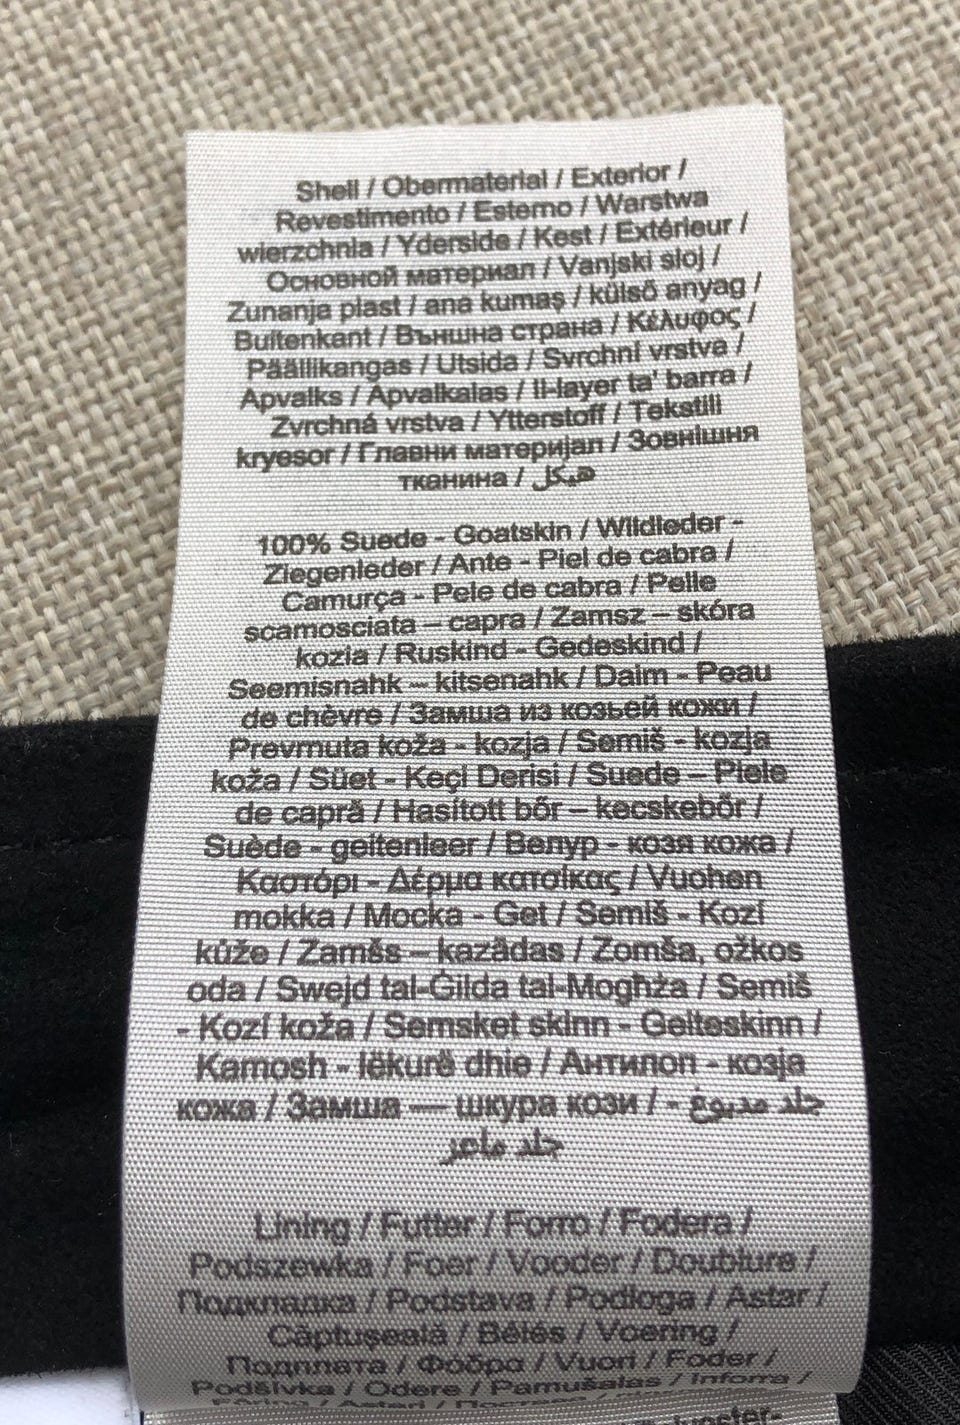 Shell / Obermaterial / Exterior /
Revestimento / Esterno / Warstwa
wierzchnia / Yderside / Kest / Extérieur /
Основной материал / Vanjski sloj /
Zunanja plast / ana kumaş / külső anyag /
Buitenkant / Външна страна / Κέλυφος /
Päällikangas / Utsida / Svrchní vrstva /
Apvalks / Apvalkalas / Il-layer ta' barra /
Zvrchná vrstva / Ytterstoff / Tekstili
kryesor / Главни материјал / Зовнішня
тканина / هيكل
100% Suede - Goatskin / Wildleder -
Ziegenleder / Ante - Piel de cabra /
Camurça - Pele de cabra / Pelle
scamosciata – capra / Zamsz – skóra
kozia / Ruskind - Gedeskind /
Seemisnahk – kitsenahk / Daim - Peau
de chèvre / Замша из козьей кожи /
Prevrnuta koža - kozja / Semiš - kozja
koža / Süet - Keçi Derisi / Suede – Piele
de capră / Hasított bőr – kecskebőr /
Suède - geitenleer / Велур - козя кожа /
Καστόρι - Δέρμα κατσίκας / Vuohen
mokka / Mocka - Get / Semiš - Kozí
kůže / Zamšs – kazādas / Zomša, ožkos
oda / Swejd tal-Ġilda tal-Mogħża / Semiš
- Kozí koža / Semsket skinn - Geiteskinn /
Kamosh - lëkurë dhie / Антилоп - козја
кожа / Замша — шкура кози / جلد مدبوغ -
جلد ماعز
Lining / Futter / Forro / Fodera /
Podszewka / Foer / Vooder / Doublure /
Подкладка / Podstava / Podloga / Astar /
Căptuşeală / Bélés / Voering /
Подплата / Φόδρα / Vuori / Foder /
Podšívka / Odere / Pamušalas / Inforra /